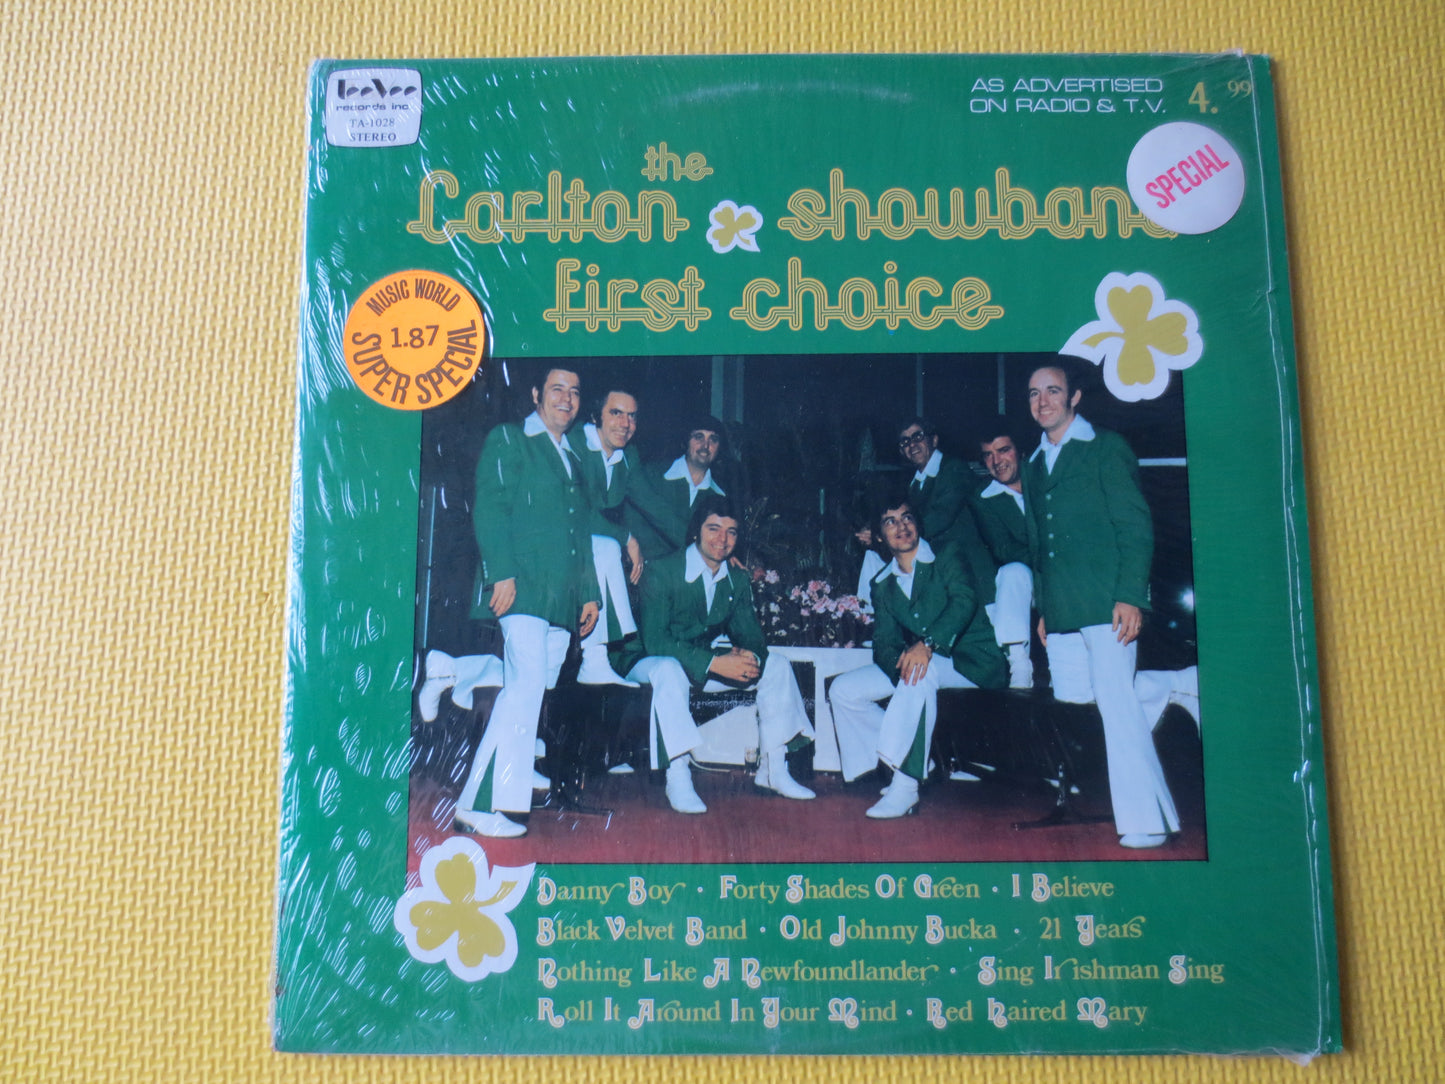 TeeVee
records inc.
TA-1028
STEREO
AS ADVERTISED
ON RADIO & T.V.
4.99
SPECIAL
the
Carlton showband
first choice
MUSIC WORLD
1.87
SUPER SPECIAL
Danny Boy · Forty Shades Of Green · I Believe
Black Velvet Band · Old Johnny Bucka · 21 Years
Nothing Like A Newfoundlander · Sing Irishman Sing
Roll It Around In Your Mind · Red Haired Mary